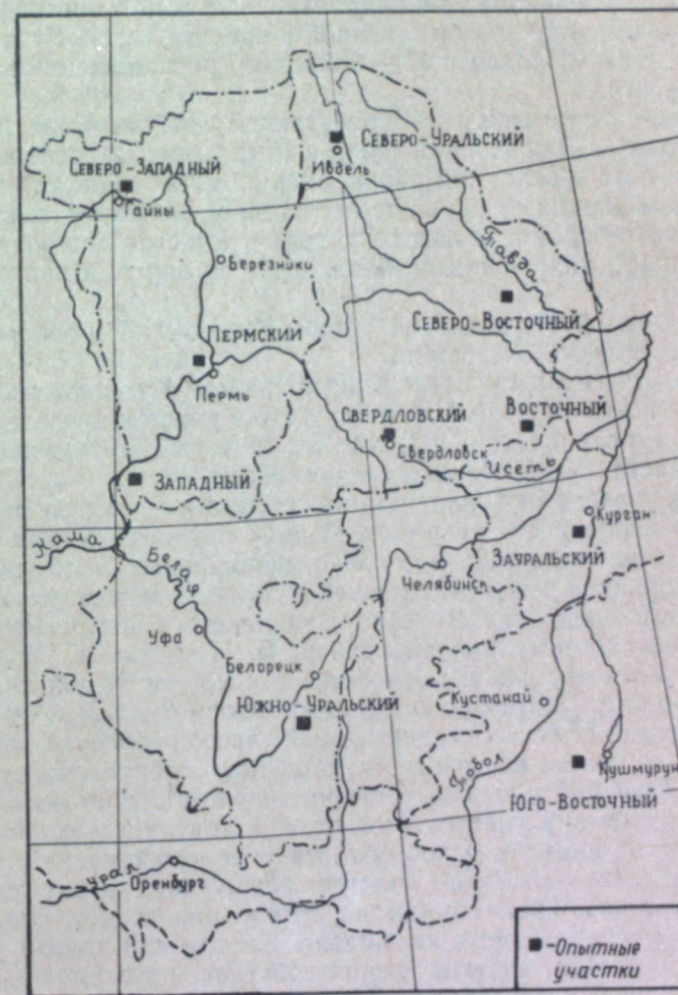 Северо-Уральский
Ивдель
Северо-Западный
Гайны
Тавда
Березники
Северо-Восточный
Пермский
Пермь
Свердловский
Свердловск
Восточный
Исеть
Западный
Курган
Зауральский
Кама
Белая
Челябинск
Уфа
Белорецк
Южно-Уральский
Кустанай
Тобол
Кушмурун
Юго-Восточный
Урал
Оренбург
-Опытные
участки